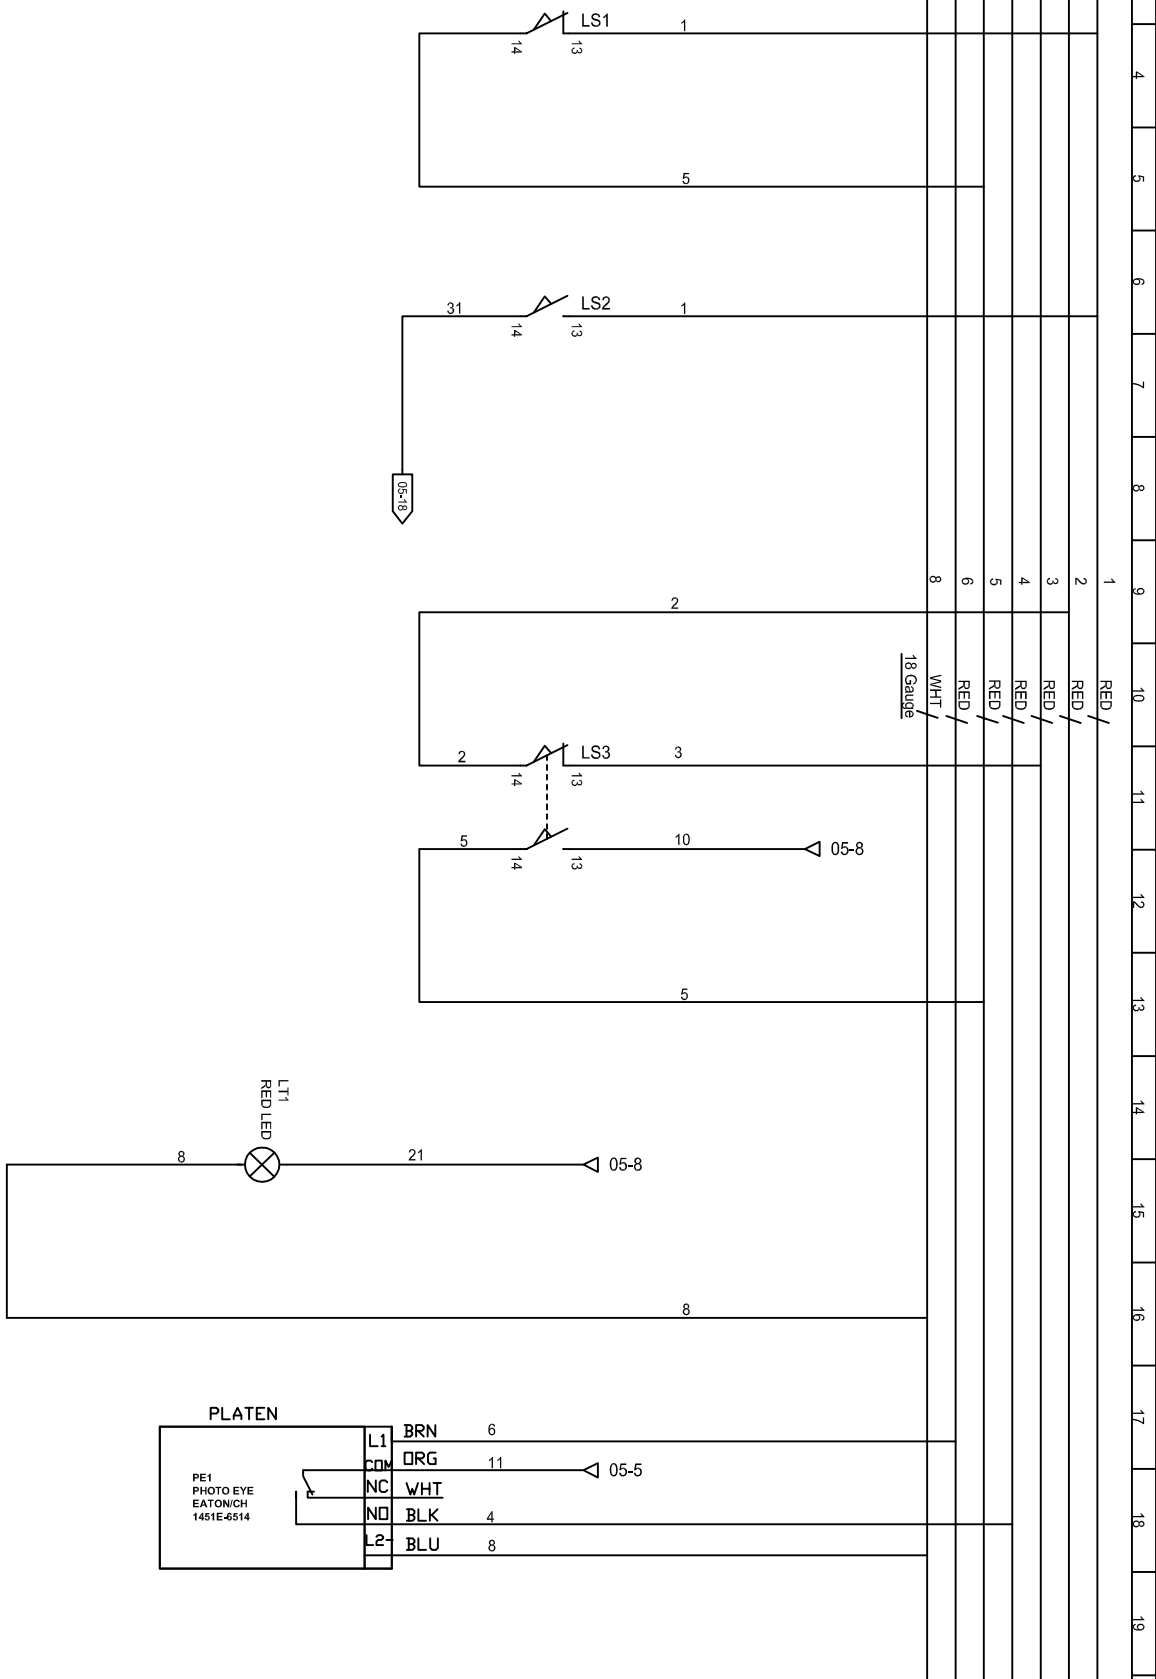 LS1
1
14
13
4
5
5
6
LS2
31
1
14
13
7
05-18
8
8
6
5
4
3
2
1
9
2
18 Gauge
WHT
RED
RED
RED
RED
RED
RED
10
LS3
2
3
14
13
11
5
10
05-8
14
13
12
5
13
LT1
RED LED
14
8
21
05-8
15
8
16
PLATEN
17
L1
BRN
6
COM
ORG
11
05-5
PE1
PHOTO EYE
EATON/CH
1451E-6514
NC
WHT
NO
BLK
4
18
L2-
BLU
8
19